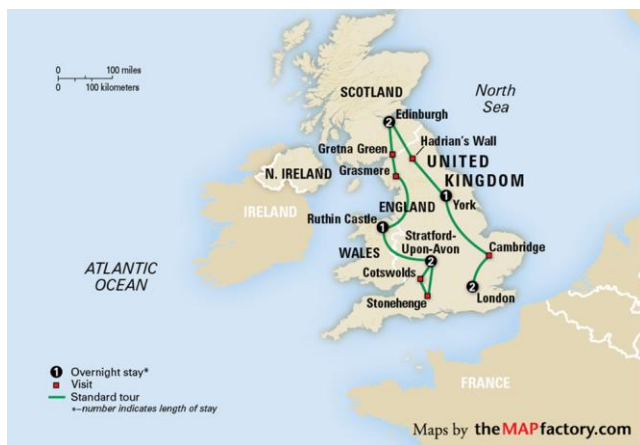 0 100 miles
0 100 kilometers
North
Sea
SCOTLAND
2
Edinburgh
Hadrian's Wall
Gretna Green
UNITED
KINGDOM
Grasmere
N. IRELAND
1
York
ENGLAND
IRELAND
Ruthin Castle
1
Stratford-
Upon-Avon
2
WALES
Cambridge
Cotswolds
ATLANTIC
OCEAN
2
London
Stonehenge
FRANCE
1 Overnight stay*
Visit
Standard tour
*–number indicates length of stay
Maps by theMAPfactory.com